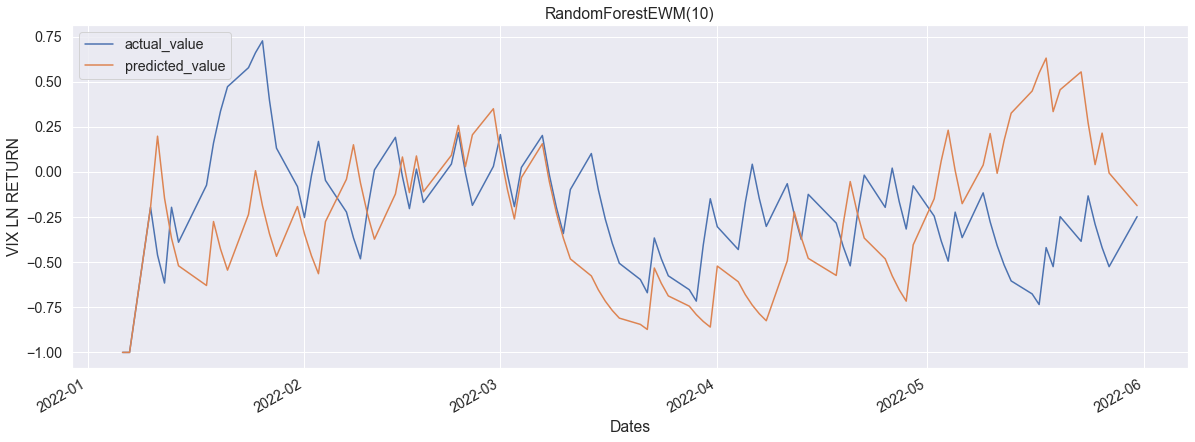 RandomForestEWM(10)
actual_value
predicted_value
0.75
0.50
0.25
0.00
−0.25
−0.50
−0.75
−1.00
VIX LN RETURN
2022-01
2022-02
2022-03
2022-04
2022-05
2022-06
Dates